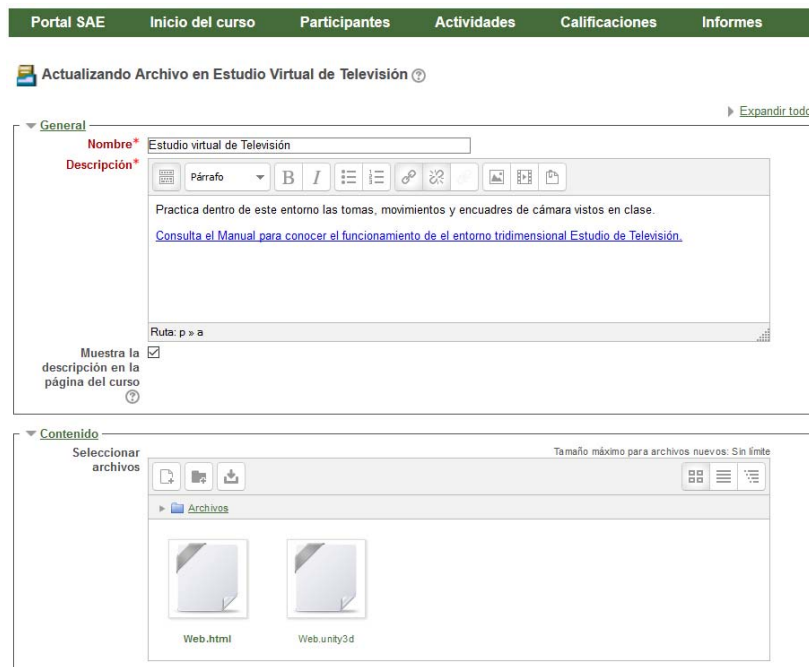 Portal SAE Inicio del curso Participantes Actividades Calificaciones Informes
Actualizando Archivo en Estudio Virtual de Televisión
Expandir todo
General
Nombre* Estudio virtual de Televisión
Descripción*
Párrafo B I
Practica dentro de este entorno las tomas, movimientos y encuadres de cámara vistos en clase.
Consulta el Manual para conocer el funcionamiento de el entorno tridimensional Estudio de Televisión.
Ruta: p » a
Muestra la
descripción en la
página del curso
Contenido
Seleccionar
archivos
Tamaño máximo para archivos nuevos: Sin límite
Archivos
Web.html Web.unity3d